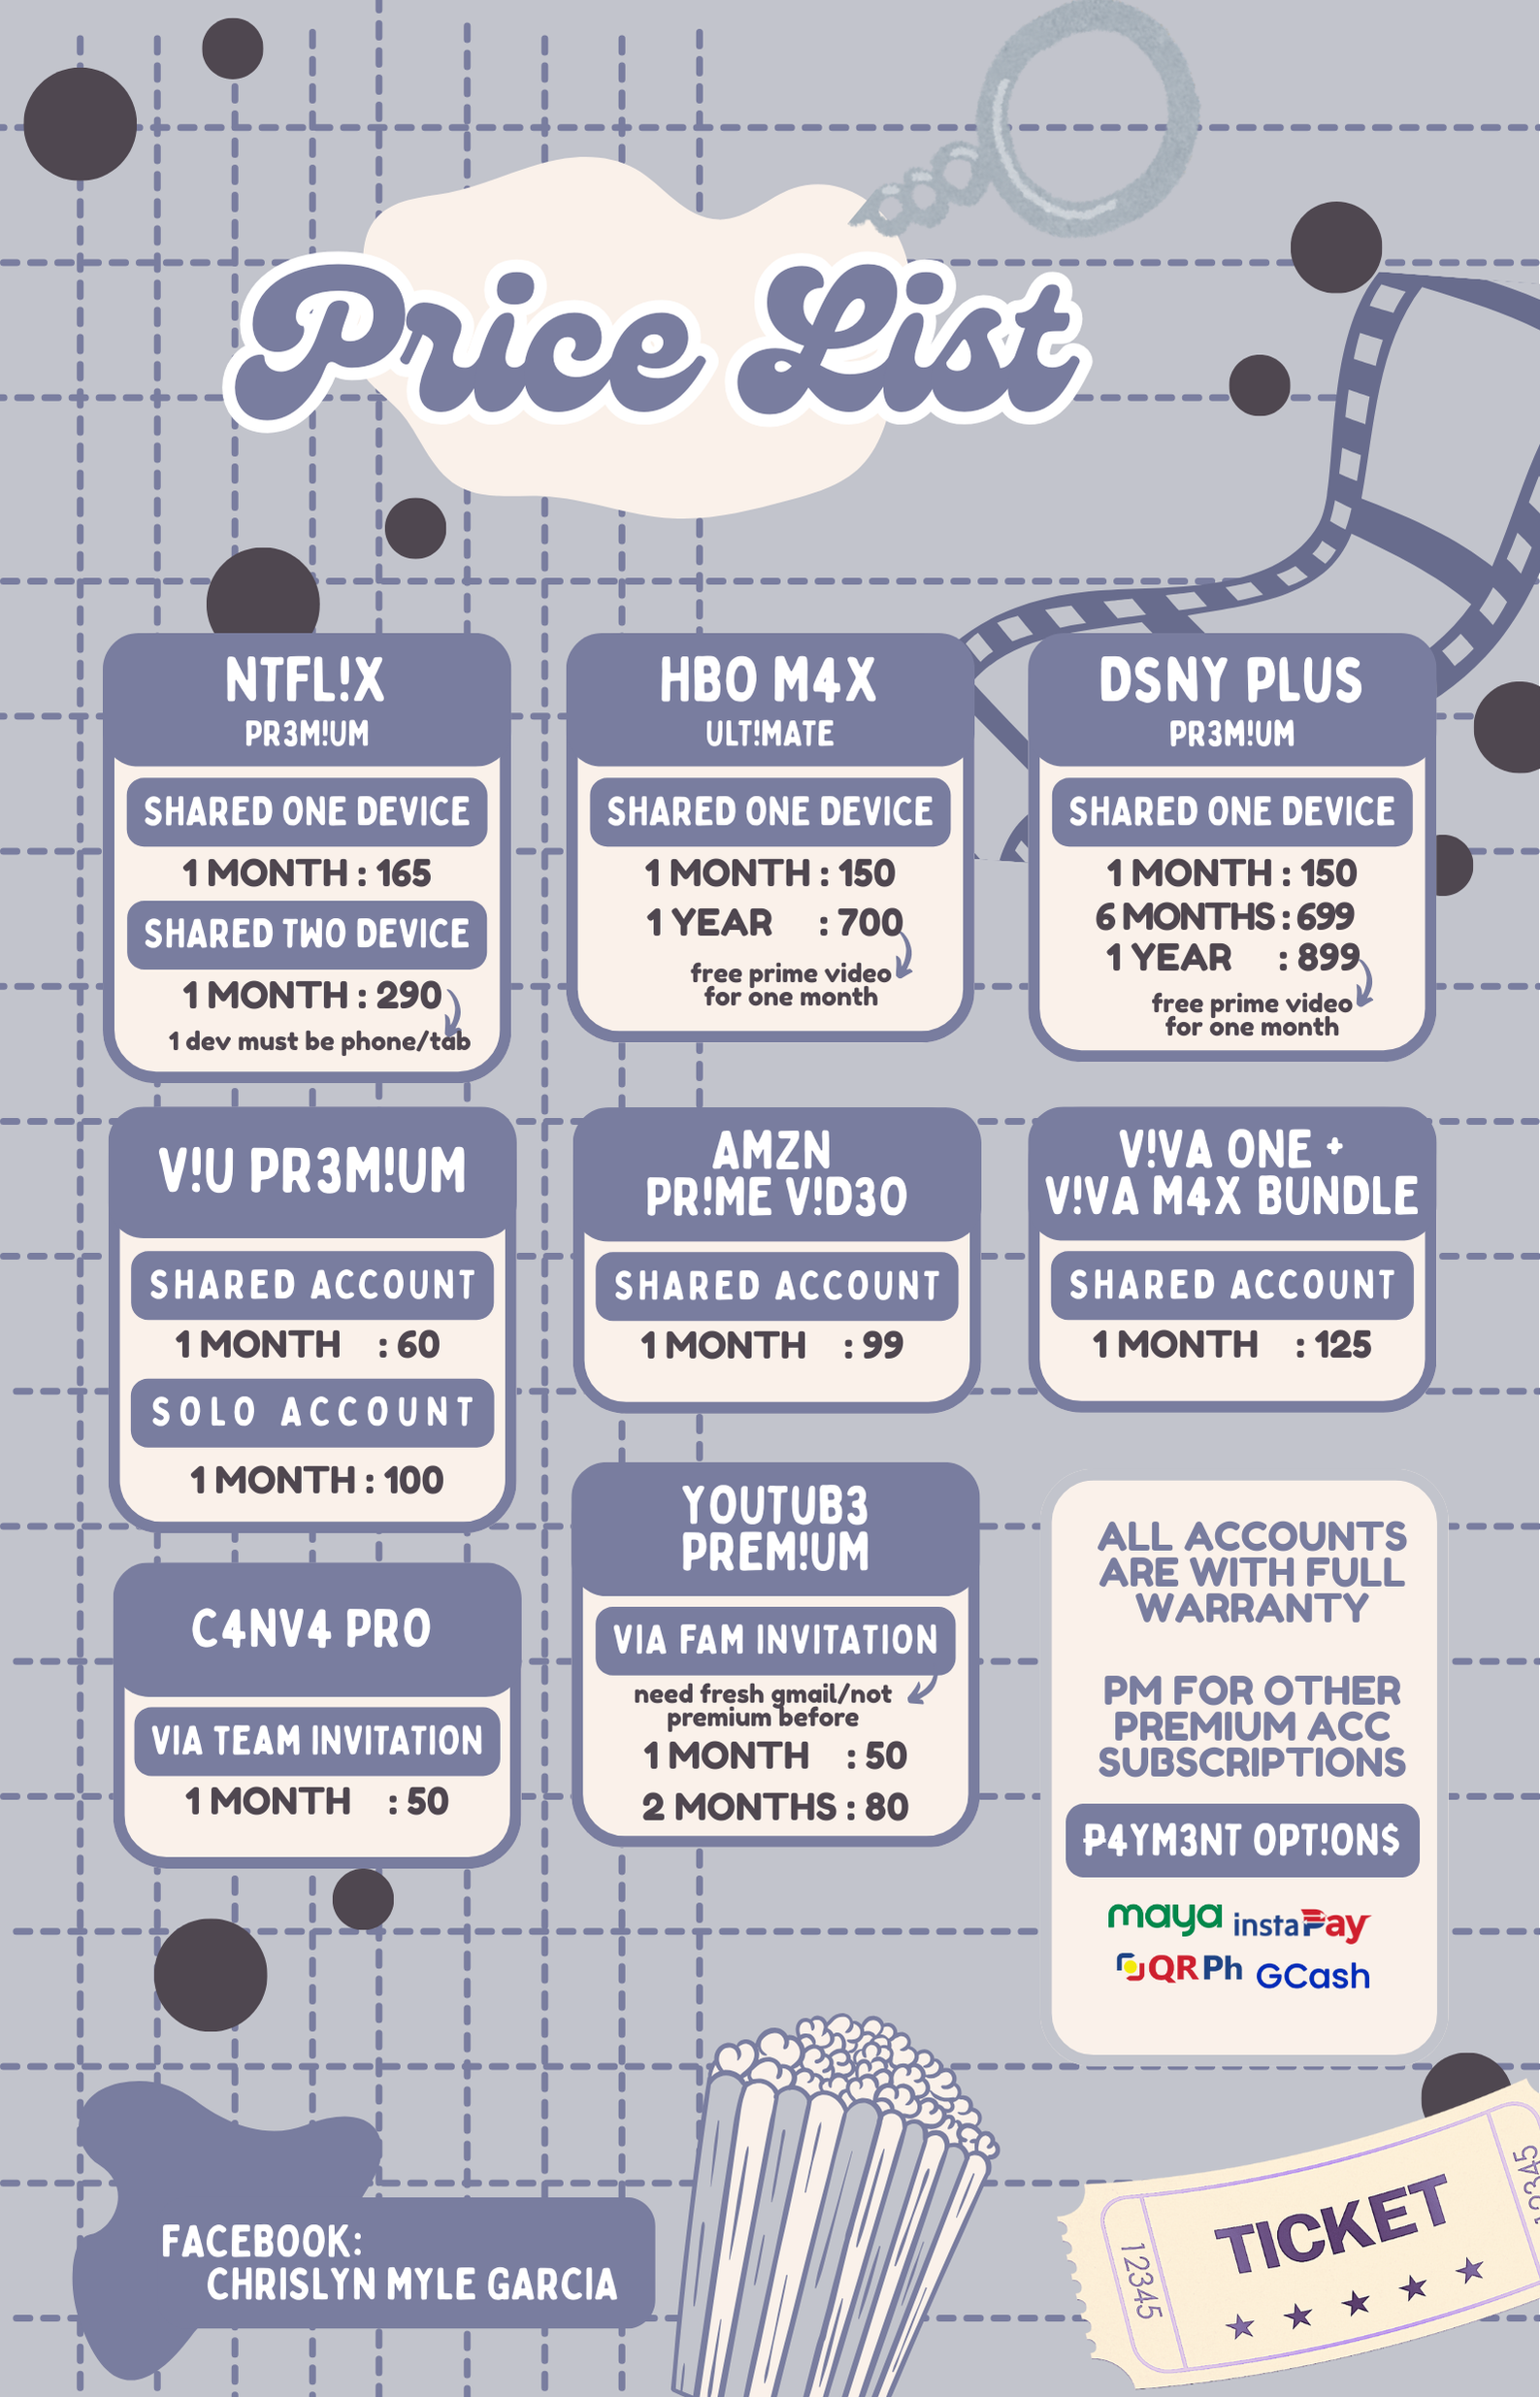 Price List
NTFL!X
PR3M!UM
SHARED ONE DEVICE
1 MONTH : 165
SHARED TWO DEVICE
1 MONTH : 290
1 dev must be phone/tab
HBO M4X
ULT!MATE
SHARED ONE DEVICE
1 MONTH : 150
1 YEAR : 700
free prime video
for one month
DSNY PLUS
PR3M!UM
SHARED ONE DEVICE
1 MONTH : 150
6 MONTHS : 699
1 YEAR : 899
free prime video
for one month
V!U PR3M!UM
SHARED ACCOUNT
1 MONTH : 60
SOLO ACCOUNT
1 MONTH : 100
AMZN
PR!ME V!D3O
SHARED ACCOUNT
1 MONTH : 99
V!VA ONE +
V!VA M4X BUNDLE
SHARED ACCOUNT
1 MONTH : 125
C4NV4 PRO
VIA TEAM INVITATION
1 MONTH : 50
YOUTUB3
PREM!UM
VIA FAM INVITATION
need fresh gmail/not
premium before
1 MONTH : 50
2 MONTHS : 80
ALL ACCOUNTS
ARE WITH FULL
WARRANTY
PM FOR OTHER
PREMIUM ACC
SUBSCRIPTIONS
₱4YM3NT OPT!ON$
maya instaPay
QR Ph GCash
FACEBOOK:
CHRISLYN MYLE GARCIA
12345
TICKET
12345